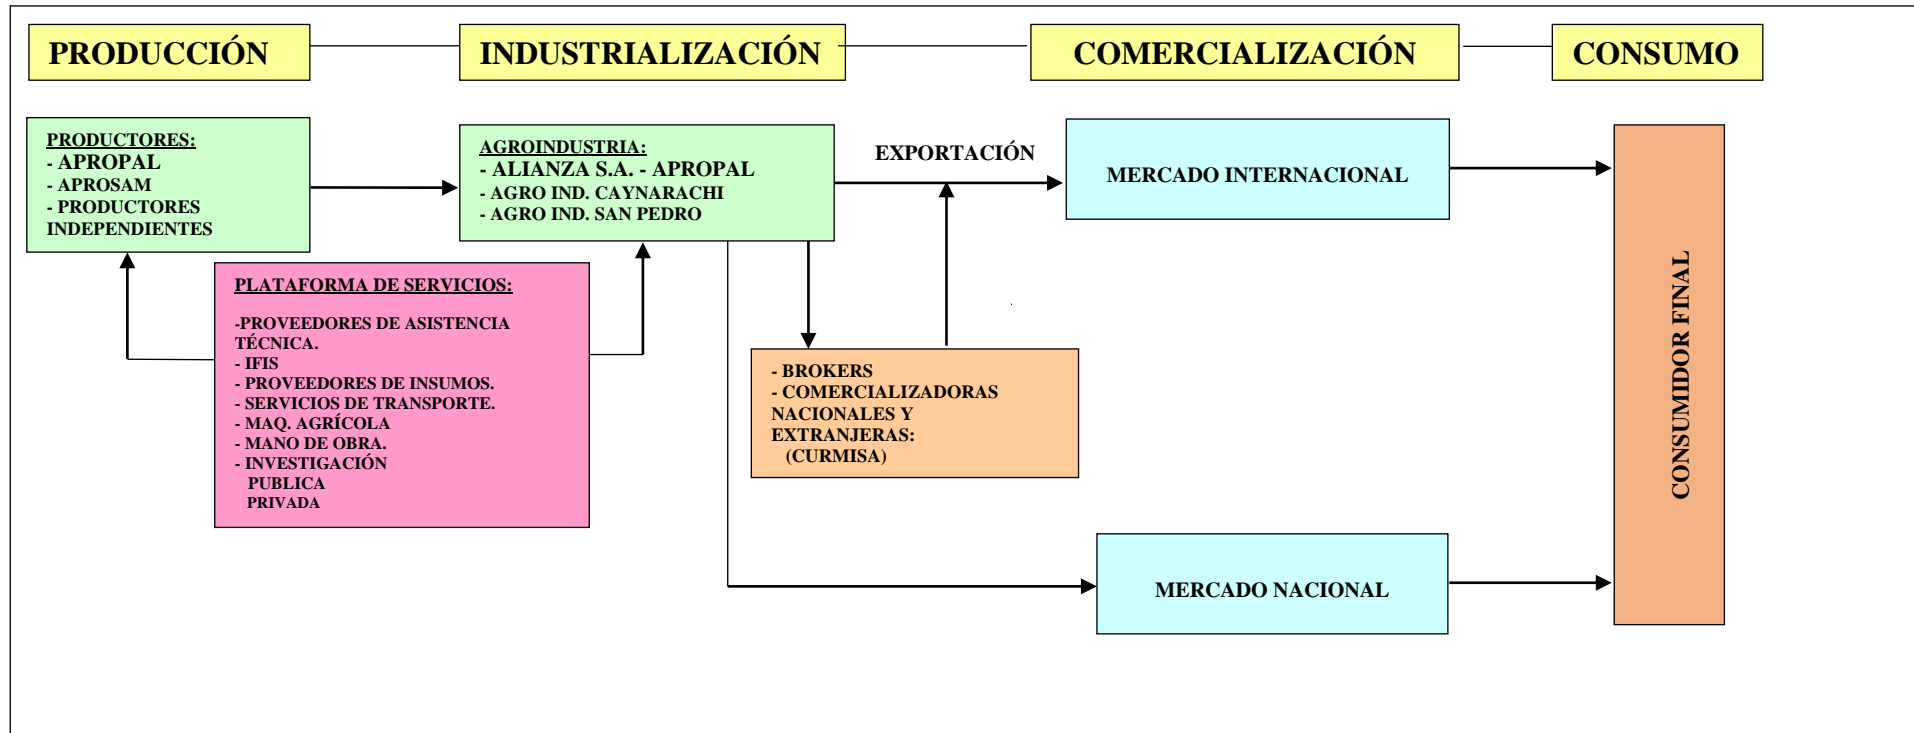 PRODUCCIÓN
INDUSTRIALIZACIÓN
COMERCIALIZACIÓN
CONSUMO
PRODUCTORES:
- APROPAL
- APROSAM
- PRODUCTORES
INDEPENDIENTES
AGROINDUSTRIA:
- ALIANZA S.A. - APROPAL
- AGRO IND. CAYNARACHI
- AGRO IND. SAN PEDRO
EXPORTACIÓN
MERCADO INTERNACIONAL
PLATAFORMA DE SERVICIOS:
-PROVEEDORES DE ASISTENCIA
TÉCNICA.
- IFIS
- PROVEEDORES DE INSUMOS.
- SERVICIOS DE TRANSPORTE.
- MAQ. AGRÍCOLA
- MANO DE OBRA.
- INVESTIGACIÓN
PUBLICA
PRIVADA
- BROKERS
- COMERCIALIZADORAS
NACIONALES Y
EXTRANJERAS:
(CURMISA)
MERCADO NACIONAL
CONSUMIDOR FINAL